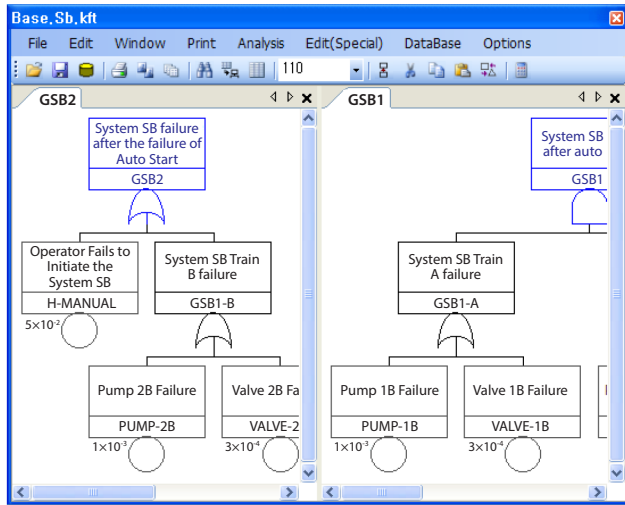 Base,Sb,kft
File Edit Window Print Analysis Edit(Special) DataBase Options
110
GSB2
System SB failure
after the failure of
Auto Start
GSB2
Operator Fails to
Initiate the
System SB
H-MANUAL
5×10⁻²
System SB Train
B failure
GSB1-B
Pump 2B Failure
PUMP-2B
1×10⁻³
Valve 2B Fa
VALVE-2
3×10⁻⁴
GSB1
System SB
after auto
GSB1
System SB Train
A failure
GSB1-A
Pump 1B Failure
PUMP-1B
1×10⁻³
Valve 1B Failure
VALVE-1B
3×10⁻⁴